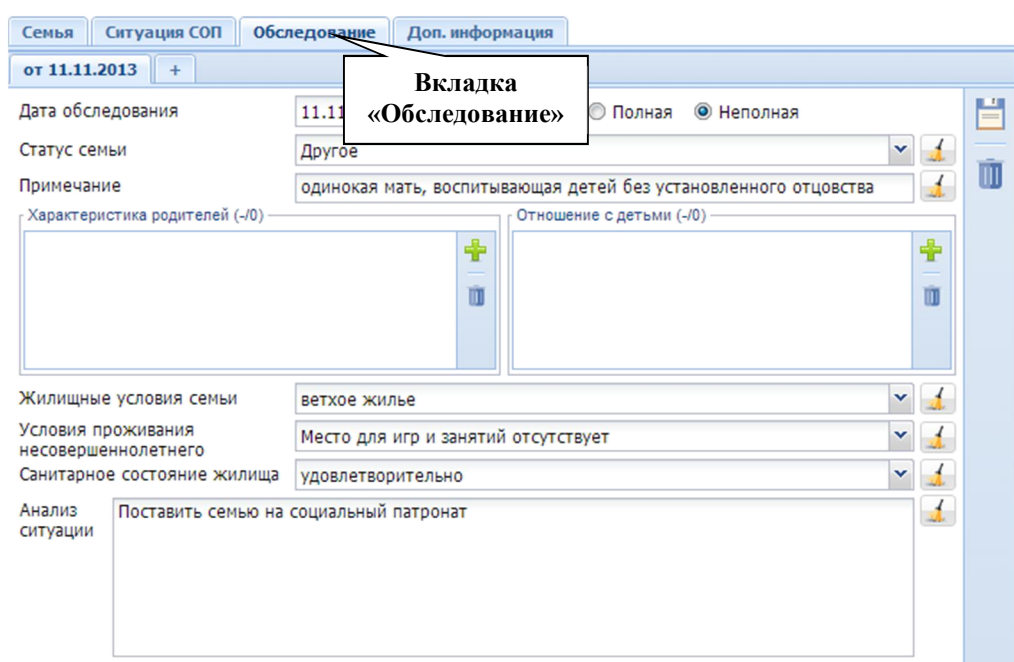 Семья Ситуация СОП Обследование Доп. информация
от 11.11.2013 +
Вкладка
«Обследование»
Дата обследования 11.11 Полная Неполная
Статус семьи Другое
Примечание одинокая мать, воспитывающая детей без установленного отцовства
Характеристика родителей (-/0) Отношение с детьми (-/0)
Жилищные условия семьи ветхое жилье
Условия проживания
несовершеннолетнего Место для игр и занятий отсутствует
Санитарное состояние жилища удовлетворительно
Анализ Поставить семью на социальный патронат
ситуации